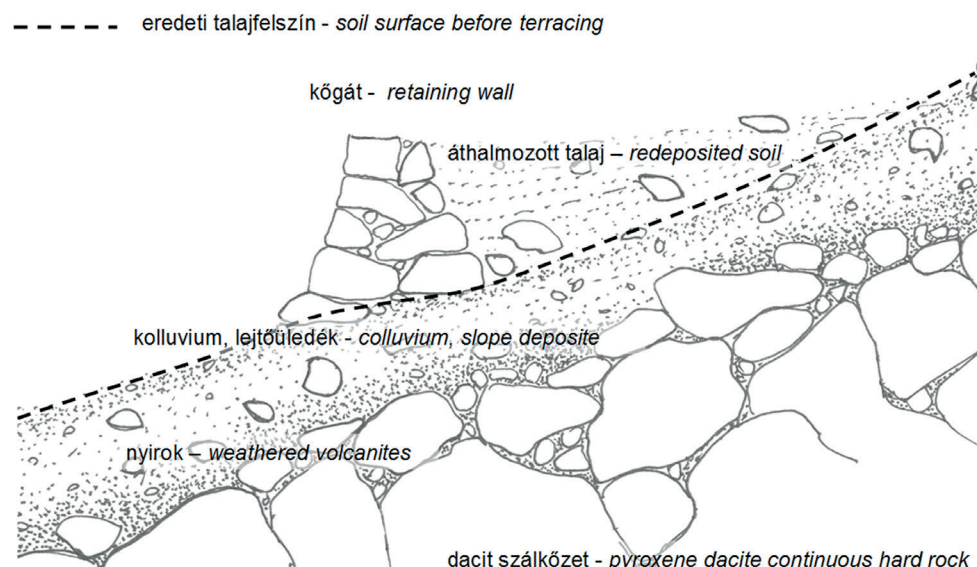 eredeti talajfelszín - soil surface before terracing
kőgát - retaining wall
áthalmozott talaj – redeposited soil
kolluvium, lejtőüledék - colluvium, slope deposite
nyirok – weathered volcanites
dacit szálkőzet - pyroxene dacite continuous hard rock